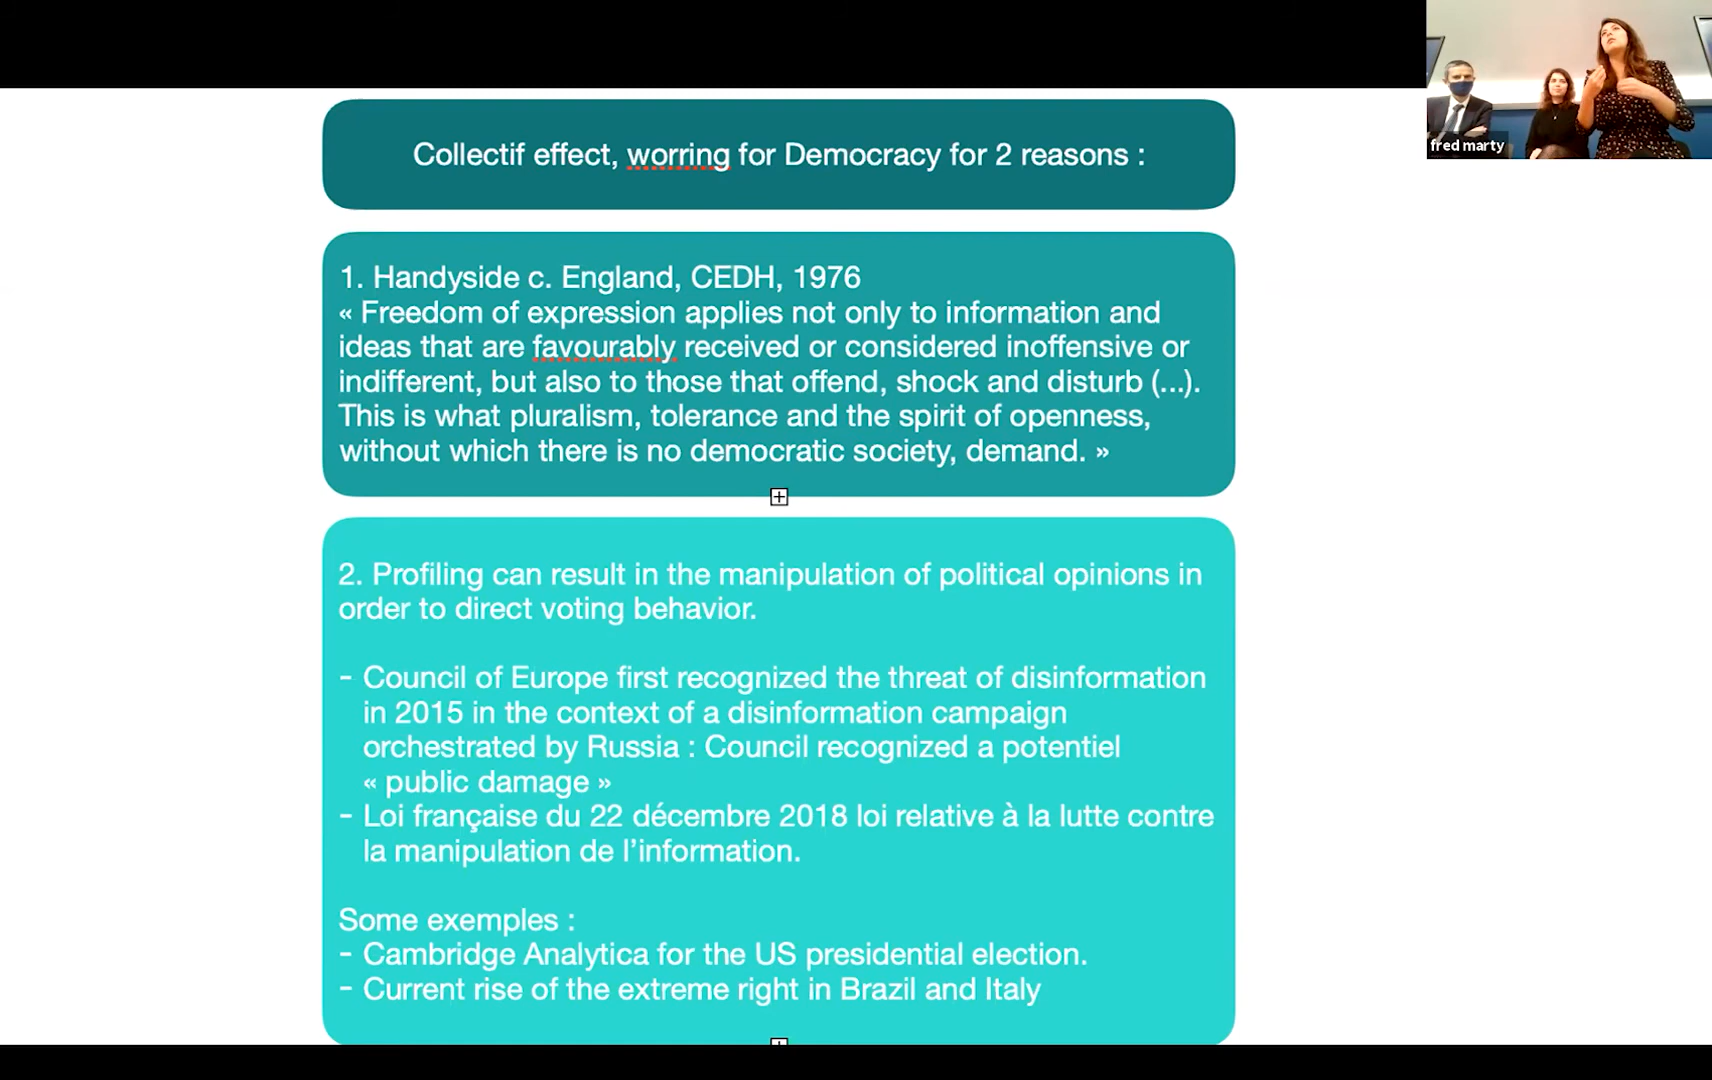 Collectif effect, worring for Democracy for 2 reasons :
1. Handyside c. England, CEDH, 1976
« Freedom of expression applies not only to information and
ideas that are favourably received or considered inoffensive or
indifferent, but also to those that offend, shock and disturb (...).
This is what pluralism, tolerance and the spirit of openness,
without which there is no democratic society, demand. »
2. Profiling can result in the manipulation of political opinions in
order to direct voting behavior.
- Council of Europe first recognized the threat of disinformation
in 2015 in the context of a disinformation campaign
orchestrated by Russia : Council recognized a potentiel
« public damage »
- Loi française du 22 décembre 2018 loi relative à la lutte contre
la manipulation de l’information.
Some exemples :
- Cambridge Analytica for the US presidential election.
- Current rise of the extreme right in Brazil and Italy
fred marty